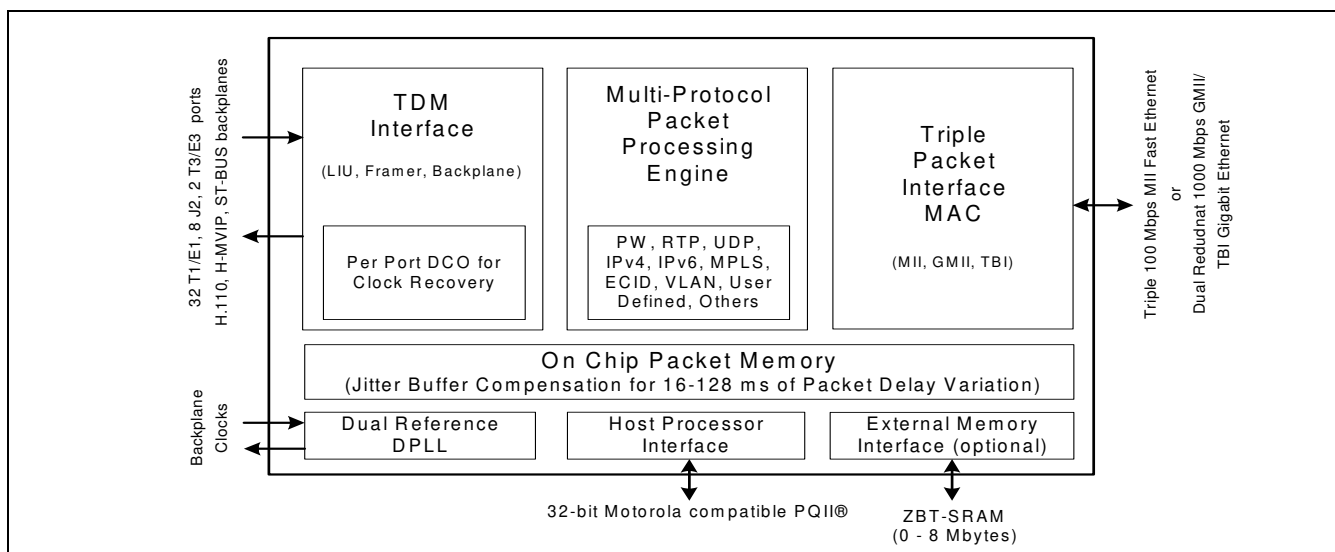 32 T1/E1, 8 J2, 2 T3/E3 ports
H.110, H-MVIP, ST-BUS backplanes
TDM
Interface
(LIU, Framer, Backplane)
Per Port DCO for
Clock Recovery
Multi-Protocol
Packet
Processing
Engine
PW, RTP, UDP,
IPv4, IPv6, MPLS,
ECID, VLAN, User
Defined, Others
Triple
Packet
Interface
MAC
(MII, GMII, TBI)
Triple 100 Mbps MII Fast Ethernet
or
Dual Redudnat 1000 Mbps GMII/
TBI Gigabit Ethernet
On Chip Packet Memory
(Jitter Buffer Compensation for 16-128 ms of Packet Delay Variation)
Backplane
Clocks
Dual Reference
DPLL
Host Processor
Interface
External Memory
Interface (optional)
32-bit Motorola compatible PQII®
ZBT-SRAM
(0 - 8 Mbytes)